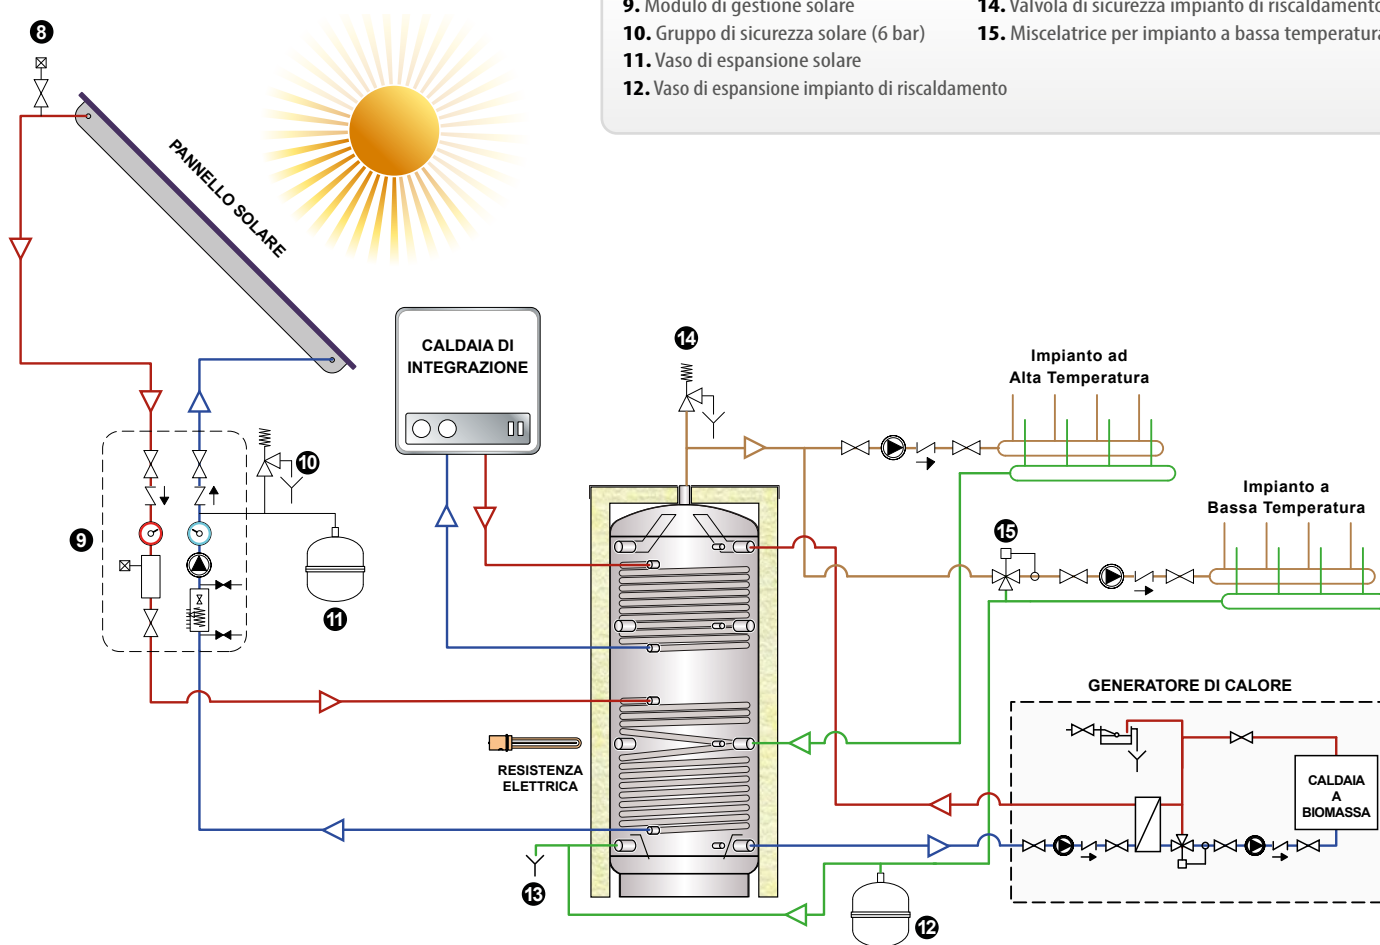 9. Modulo di gestione solare
10. Gruppo di sicurezza solare (6 bar)
11. Vaso di espansione solare
12. Vaso di espansione impianto di riscaldamento
14. Valvola di sicurezza impianto di riscaldamento
15. Miscelatrice per impianto a bassa temperatura
8
PANNELLO SOLARE
CALDAIA DI
INTEGRAZIONE
14
Impianto ad
Alta Temperatura
10
9
11
15
Impianto a
Bassa Temperatura
RESISTENZA
ELETTRICA
GENERATORE DI CALORE
CALDAIA
A
BIOMASSA
13
12